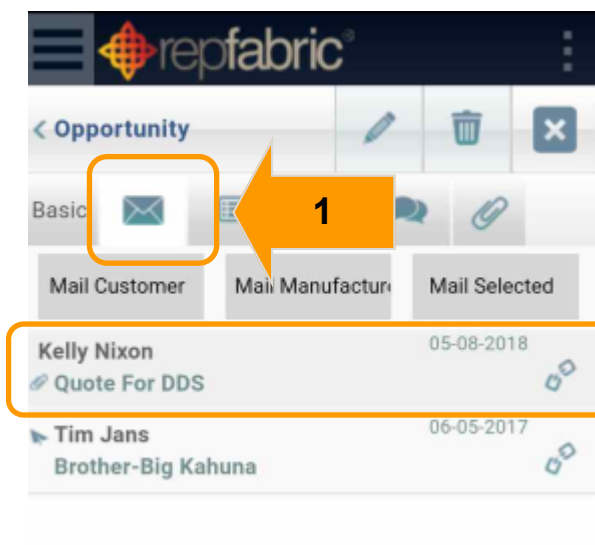 repfabric®
< Opportunity
Basic
1
Mail Customer Mail Manufacture Mail Selected
Kelly Nixon 05-08-2018
Quote For DDS
Tim Jans 06-05-2017
Brother-Big Kahuna